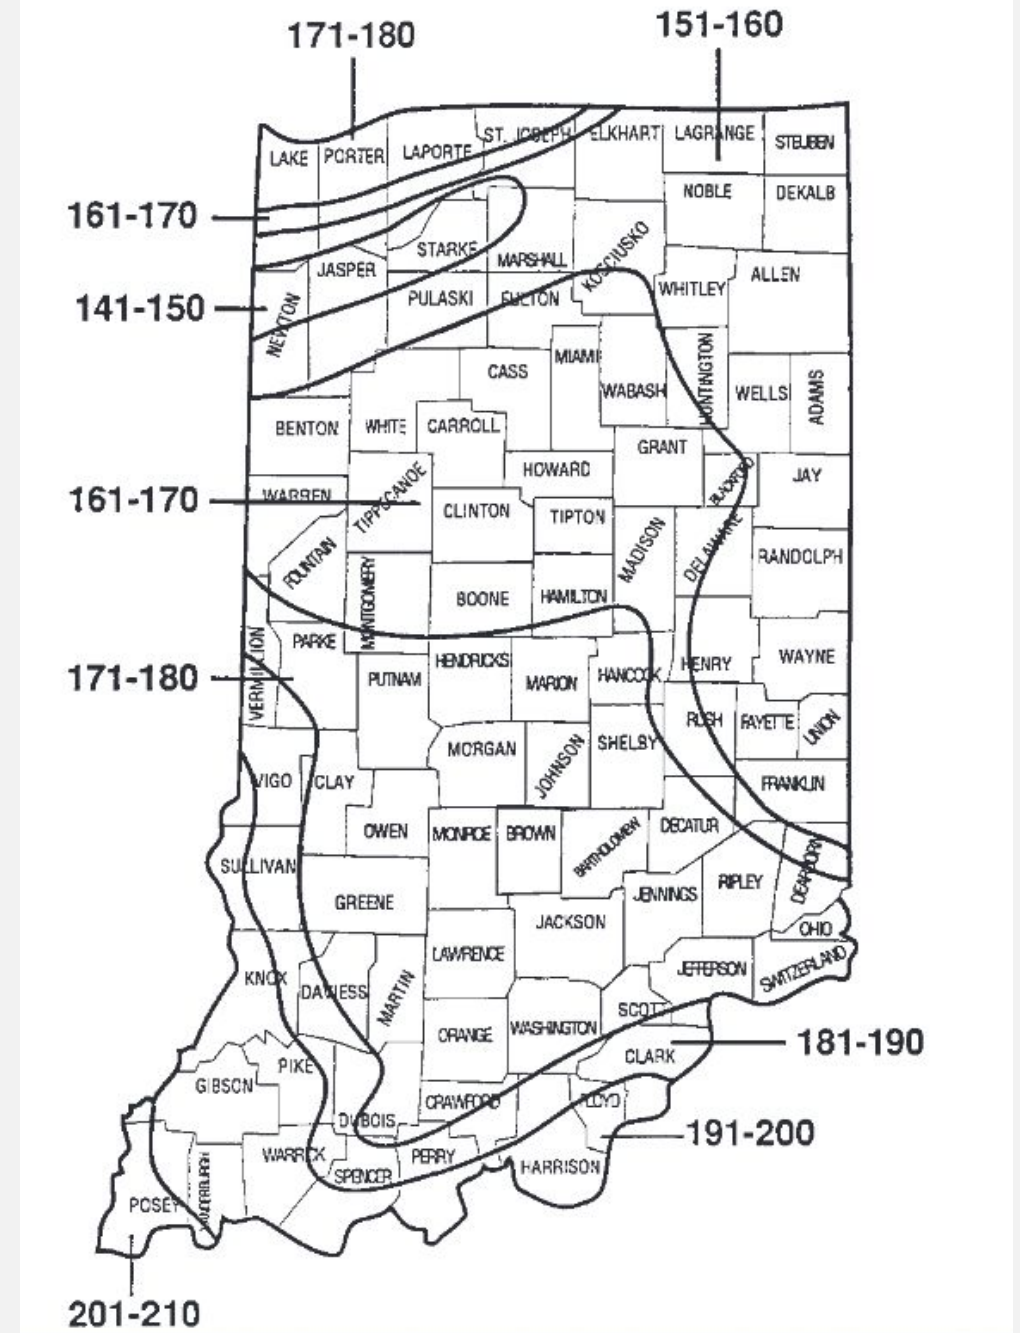 171-180
151-160
LAKE
PORTER
LAPORTE
ST. JOSEPH
ELKHART
LAGRANGE
STEUBEN
NOBLE
DEKALB
161-170
STARKE
MARSHALL
KOSCIUSKO
JASPER
WHITLEY
ALLEN
141-150
NEWTON
PULASKI
FULTON
MIAMI
HUNTINGTON
CASS
WABASH
WELLS
ADAMS
BENTON
WHITE
CARROLL
GRANT
HOWARD
BLACKFORD
JAY
161-170
WARREN
TIPPECANOE
CLINTON
TIPTON
MADISON
DELAWARE
RANDOLPH
FOUNTAIN
MONTGOMERY
BOONE
HAMILTON
VERMILLION
PARKE
HENDRICKS
HANCOCK
HENRY
WAYNE
171-180
PUTNAM
MARION
RUSH
FAYETTE
UNION
MORGAN
JOHNSON
SHELBY
VIGO
CLAY
FRANKLIN
OWEN
MONROE
BROWN
BARTHOLOMEW
DECATUR
SULLIVAN
DEARBORN
RIPLEY
GREENE
JENNINGS
JACKSON
OHIO
LAWRENCE
JEFFERSON
SWITZERLAND
KNOX
DAVIESS
MARTIN
SCOTT
ORANGE
WASHINGTON
181-190
CLARK
PIKE
GIBSON
CRAWFORD
FLOYD
DUBOIS
191-200
WARRICK
PERRY
HARRISON
SPENCER
POSEY
VANDERBURGH
201-210